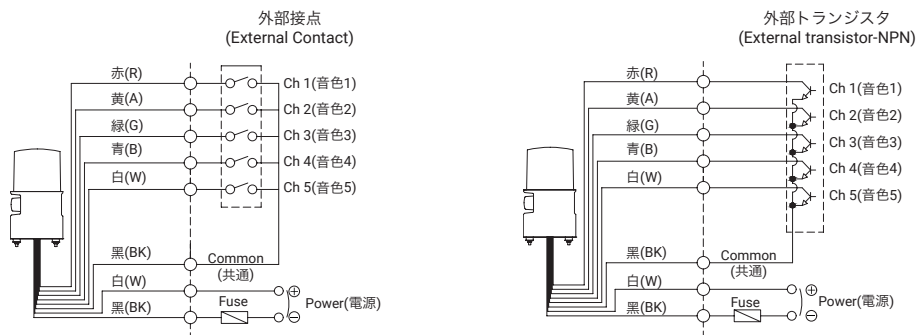 外部接点
(External Contact)
赤(R)
Ch 1(音色1)
黄(A)
Ch 2(音色2)
緑(G)
Ch 3(音色3)
青(B)
Ch 4(音色4)
白(W)
Ch 5(音色5)
黒(BK)
Common
(共通)
白(W)
Power(電源)
黒(BK)
Fuse
外部トランジスタ
(External transistor-NPN)
赤(R)
Ch 1(音色1)
黄(A)
Ch 2(音色2)
緑(G)
Ch 3(音色3)
青(B)
Ch 4(音色4)
白(W)
Ch 5(音色5)
黒(BK)
Common
(共通)
白(W)
Power(電源)
黒(BK)
Fuse